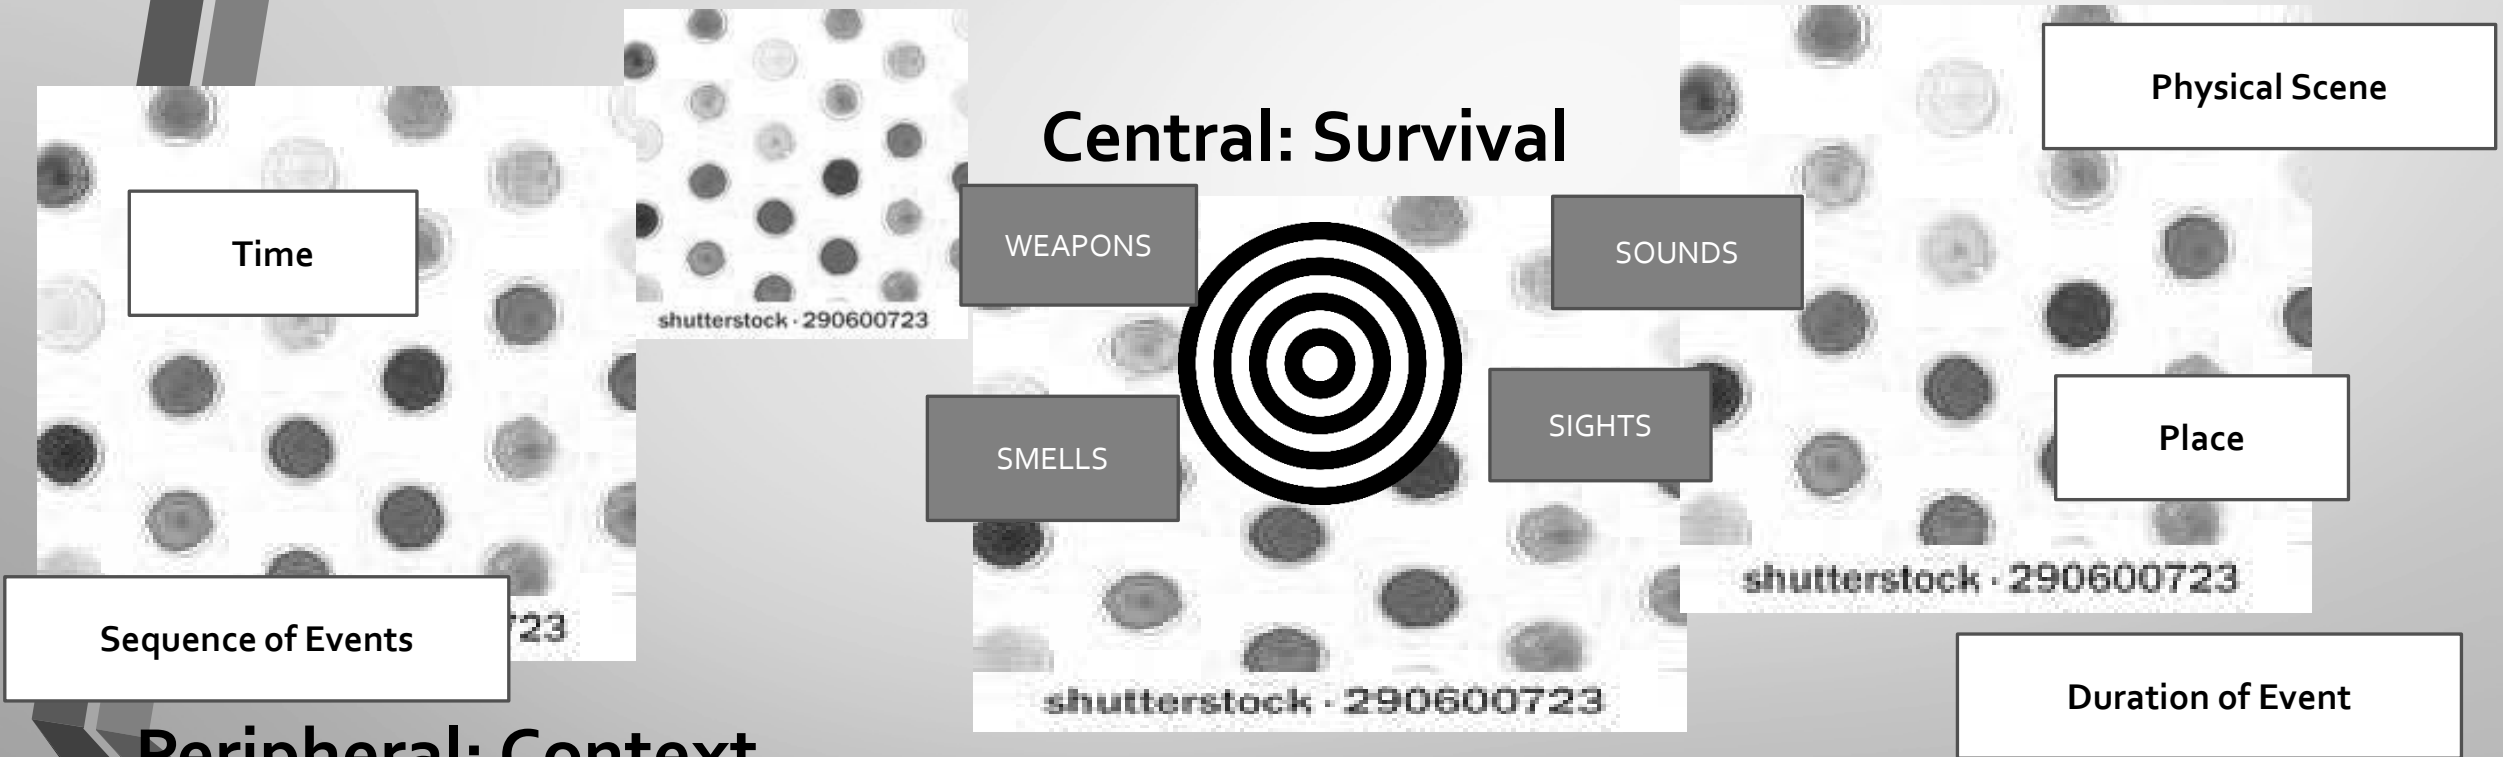 Physical Scene
Central: Survival
Time
WEAPONS
SOUNDS
shutterstock · 290600723
SIGHTS
Place
SMELLS
shutterstock · 290600723
723
Sequence of Events
shutterstock · 290600723
Duration of Event
Peripheral: Context